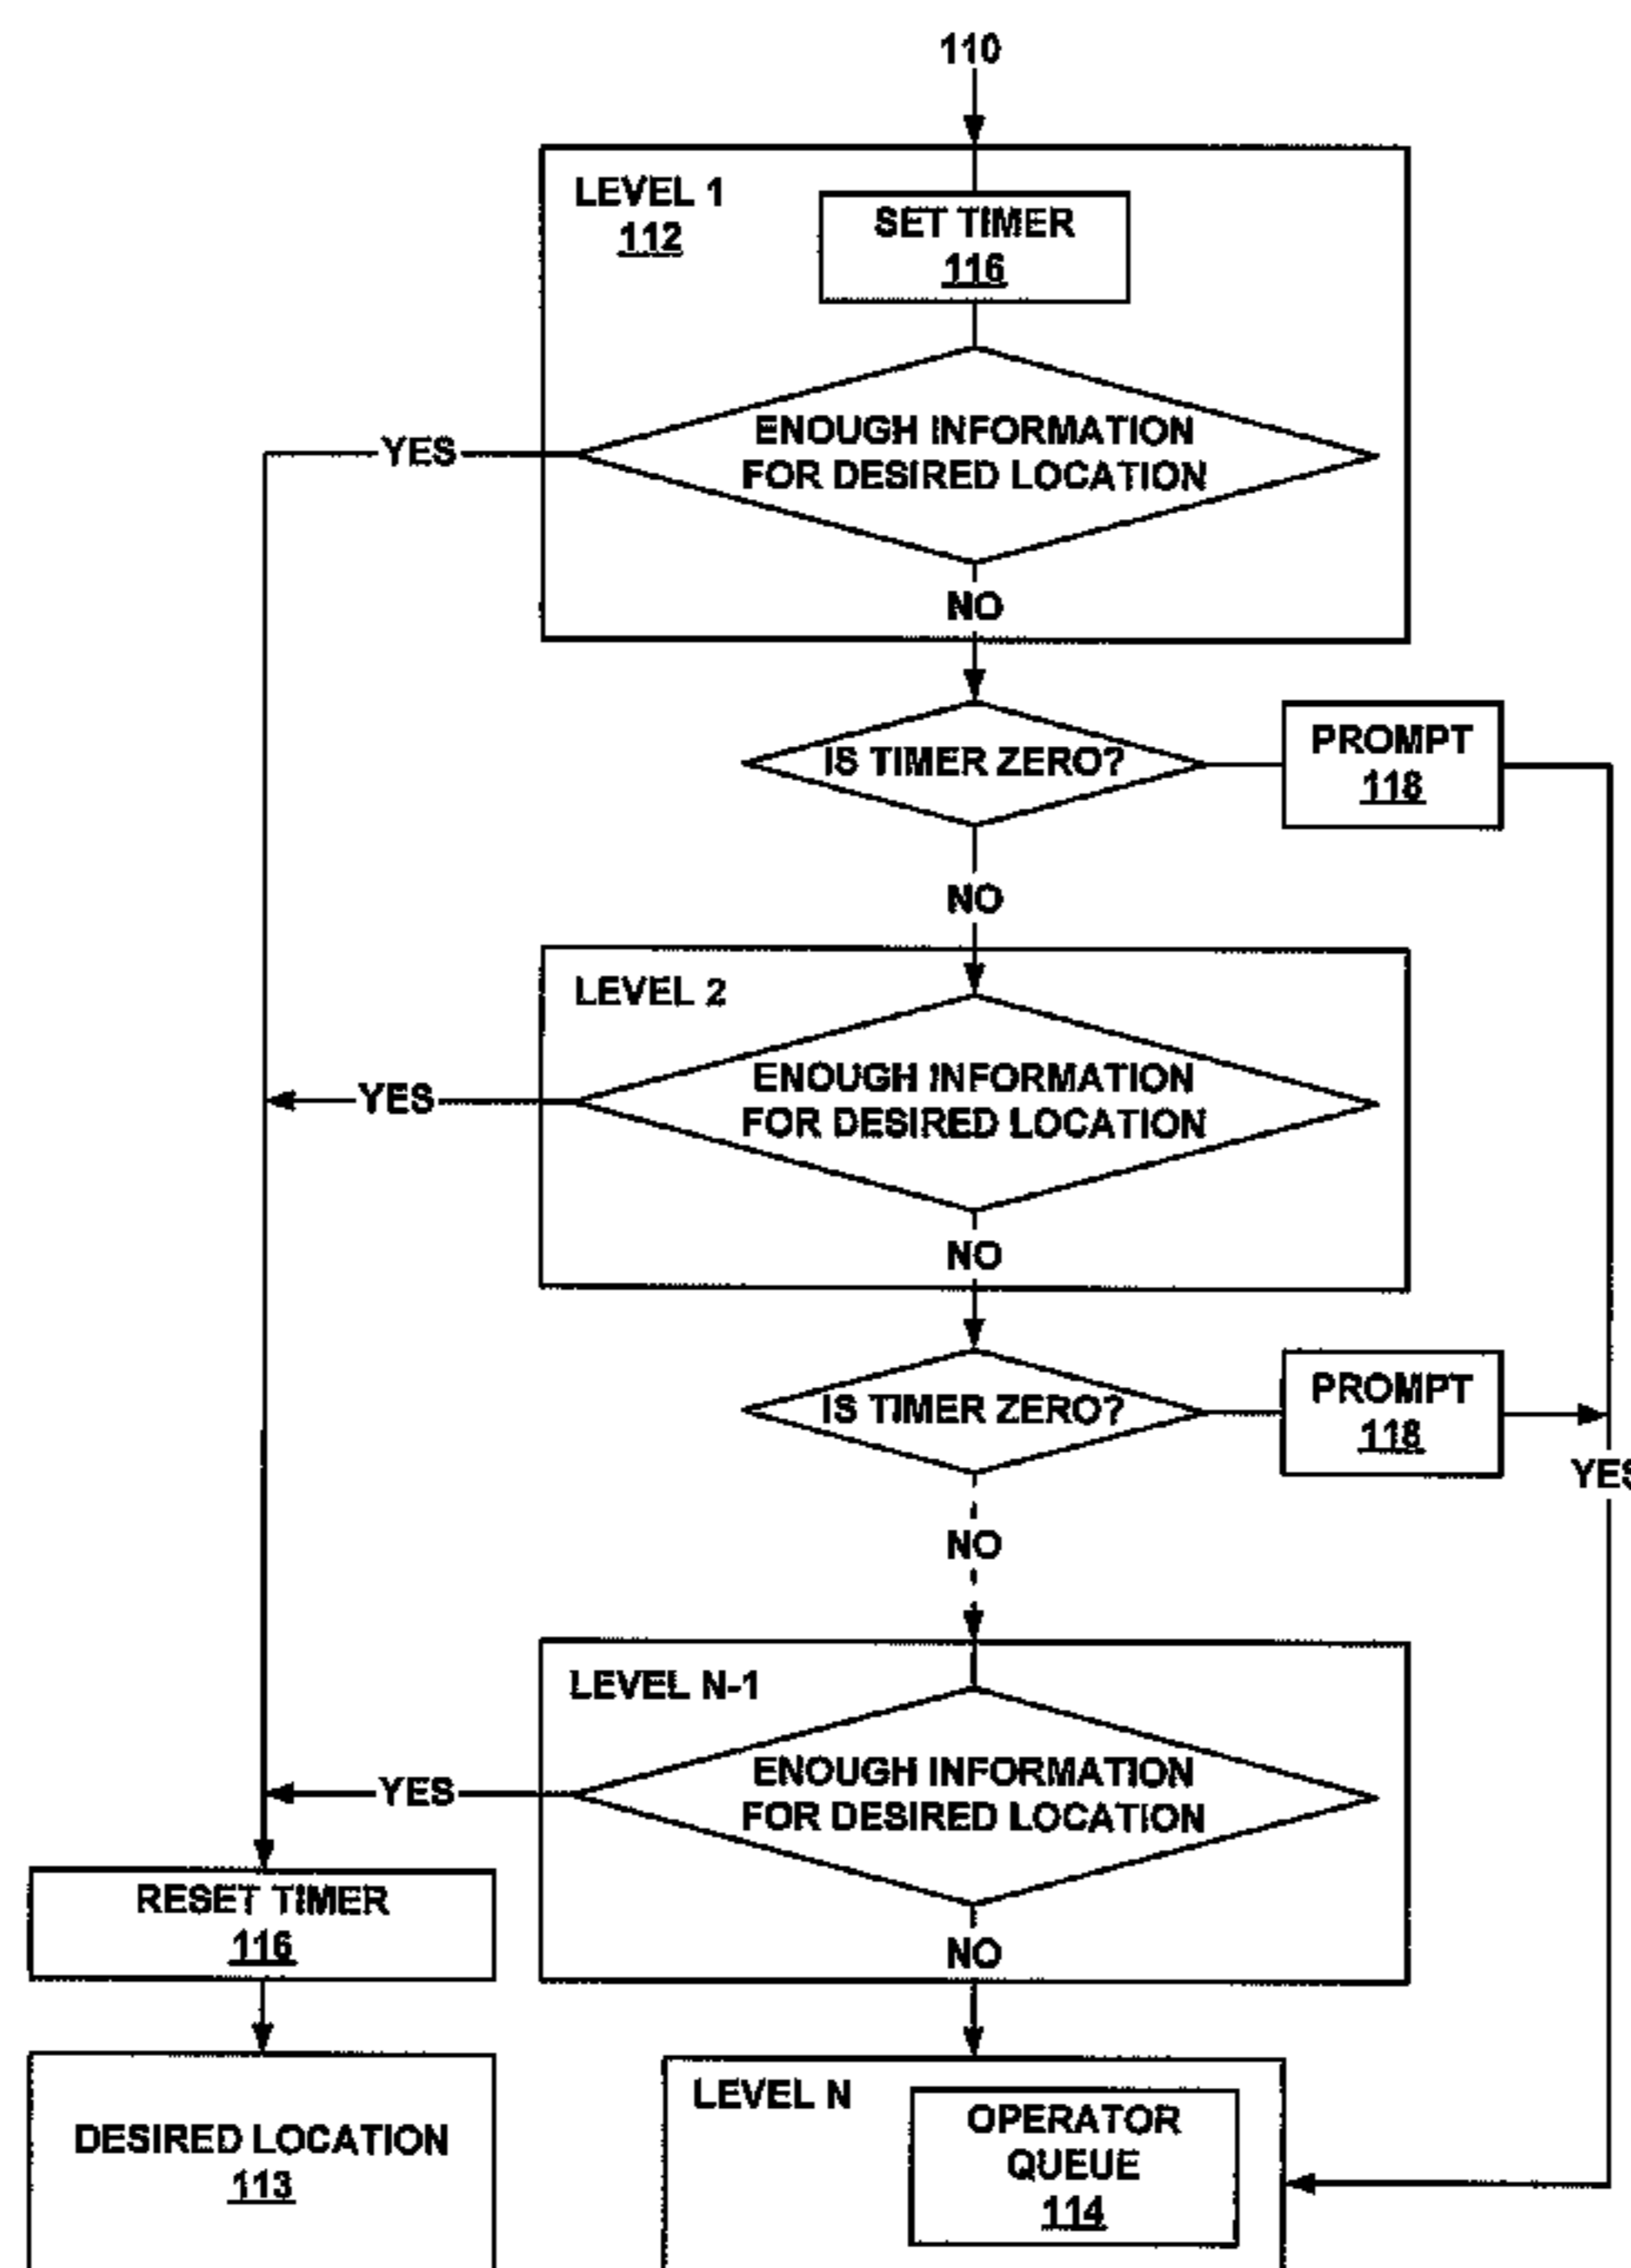 110
LEVEL 1
112
SET TIMER
116
ENOUGH INFORMATION
FOR DESIRED LOCATION
YES
NO
IS TIMER ZERO?
PROMPT
118
NO
LEVEL 2
ENOUGH INFORMATION
FOR DESIRED LOCATION
YES
NO
IS TIMER ZERO?
PROMPT
118
YES
NO
LEVEL N-1
ENOUGH INFORMATION
FOR DESIRED LOCATION
YES
NO
RESET TIMER
116
DESIRED LOCATION
113
LEVEL N
OPERATOR
QUEUE
114